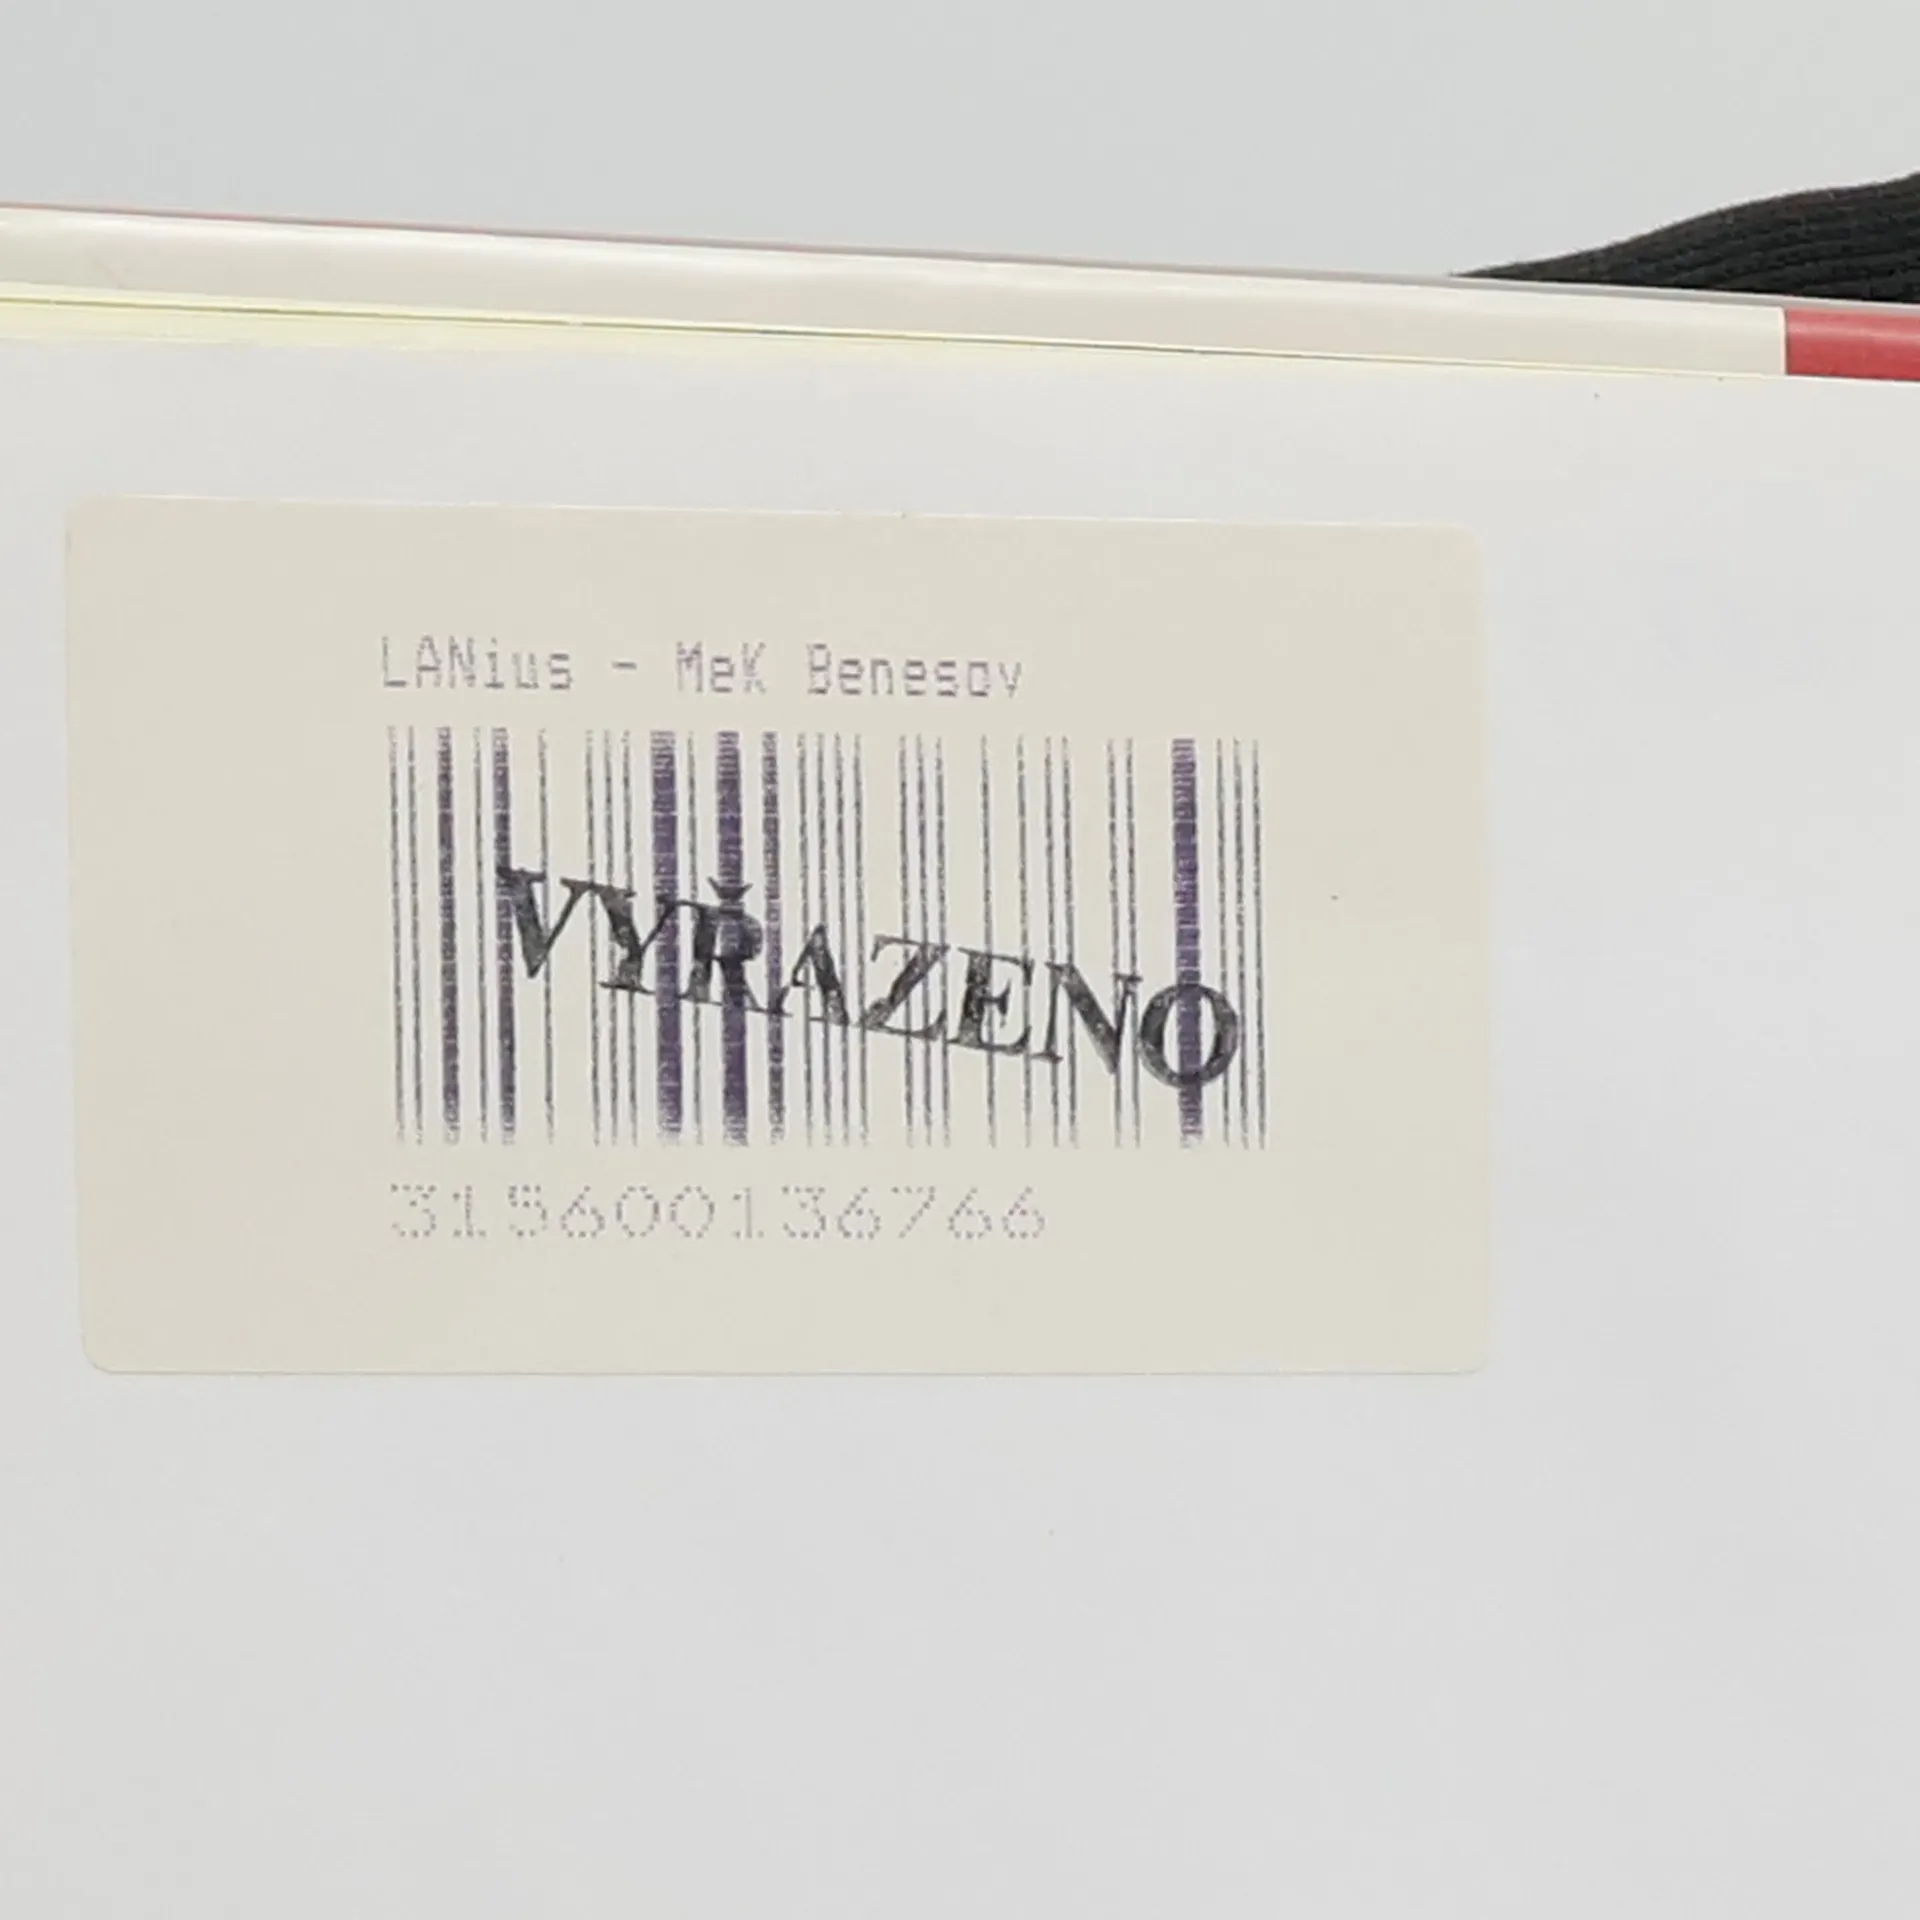 LANius - MeK Benesov
VYŘAZENO
315600136766